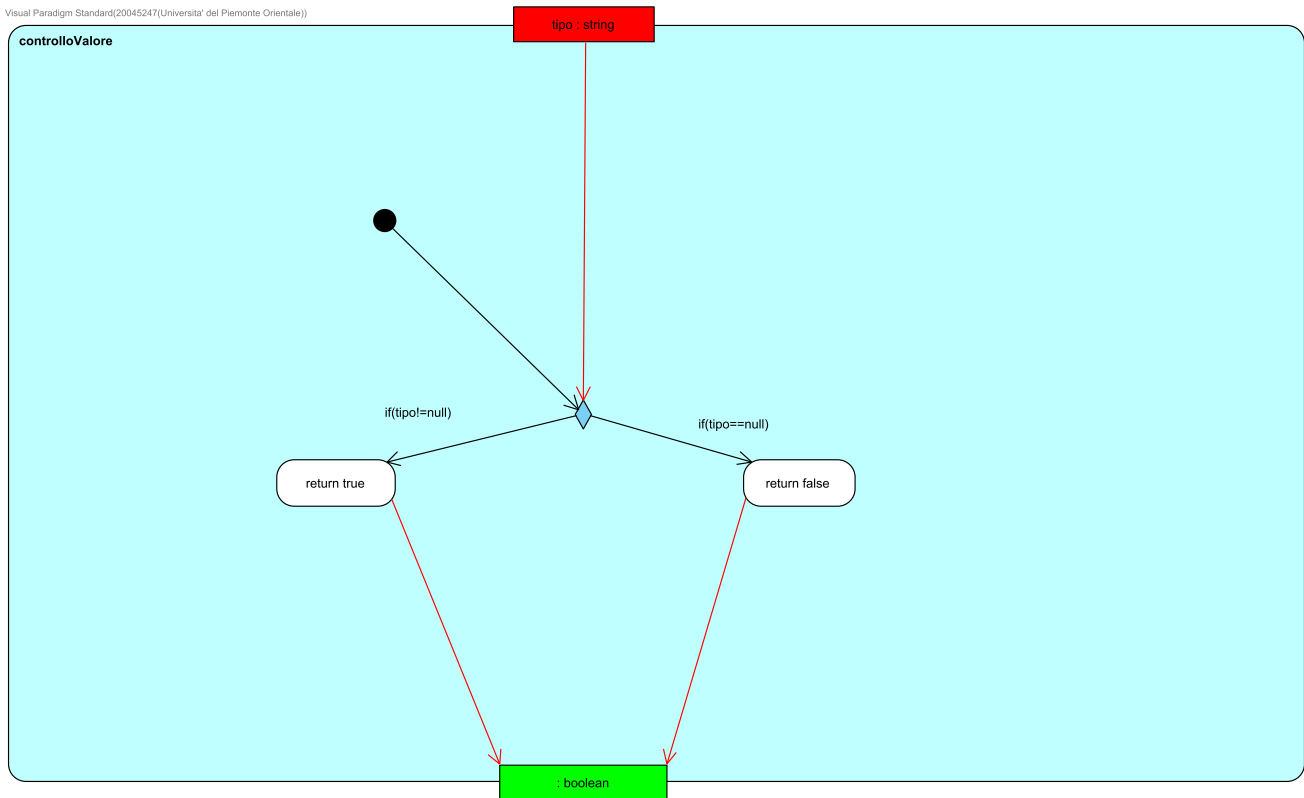 Visual Paradigm Standard(20045247(Universita' del Piemonte Orientale))
tipo : string
controlloValore
if(tipo!=null)
if(tipo==null)
return true
return false
: boolean